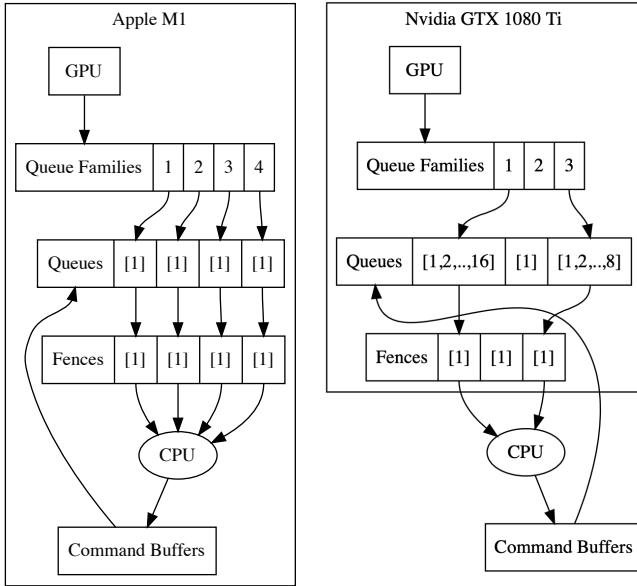 Apple M1
GPU
Queue Families 1 2 3 4
Queues [1] [1] [1] [1]
Fences [1] [1] [1] [1]
CPU
Command Buffers
Nvidia GTX 1080 Ti
GPU
Queue Families 1 2 3
Queues [1,2,..,16] [1] [1,2,..,8]
Fences [1] [1] [1]
CPU
Command Buffers